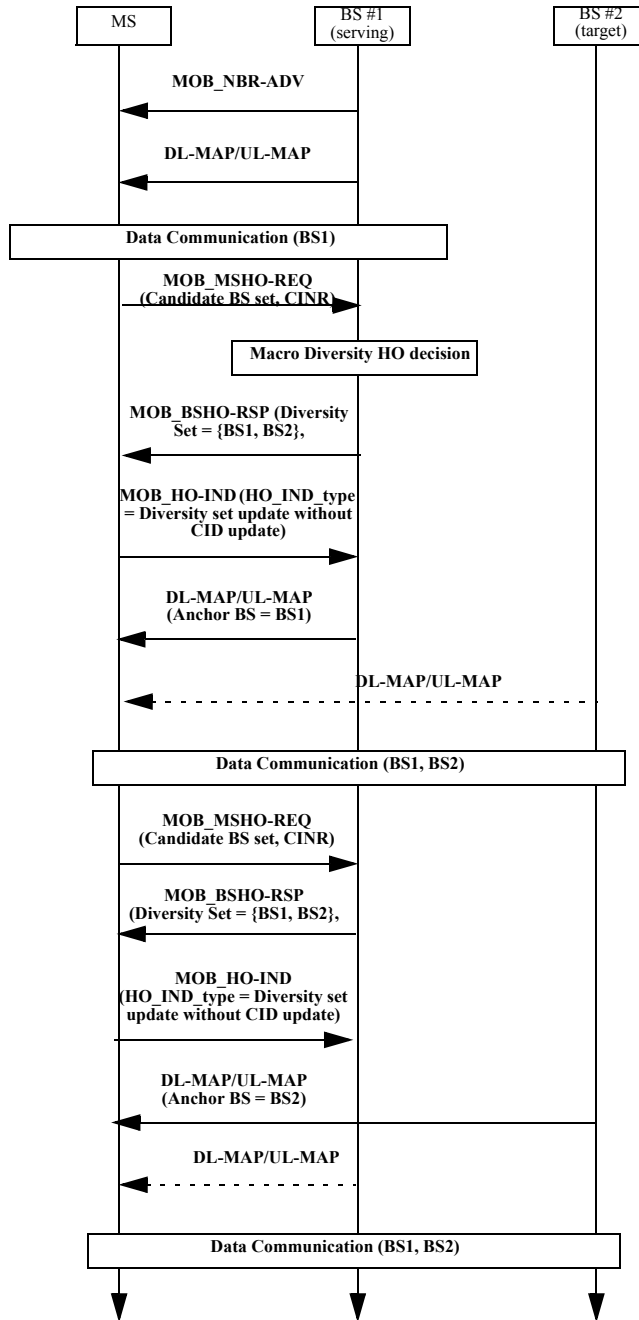 MS
BS #1
(serving)
BS #2
(target)
MOB_NBR-ADV
DL-MAP/UL-MAP
Data Communication (BS1)
MOB_MSHO-REQ
(Candidate BS set, CINR)
Macro Diversity HO decision
MOB_BSHO-RSP (Diversity
Set = {BS1, BS2},
MOB_HO-IND (HO_IND_type
= Diversity set update without
CID update)
DL-MAP/UL-MAP
(Anchor BS = BS1)
DL-MAP/UL-MAP
Data Communication (BS1, BS2)
MOB_MSHO-REQ
(Candidate BS set, CINR)
MOB_BSHO-RSP
(Diversity Set = {BS1, BS2},
MOB_HO-IND
(HO_IND_type = Diversity set
update without CID update)
DL-MAP/UL-MAP
(Anchor BS = BS2)
DL-MAP/UL-MAP
Data Communication (BS1, BS2)